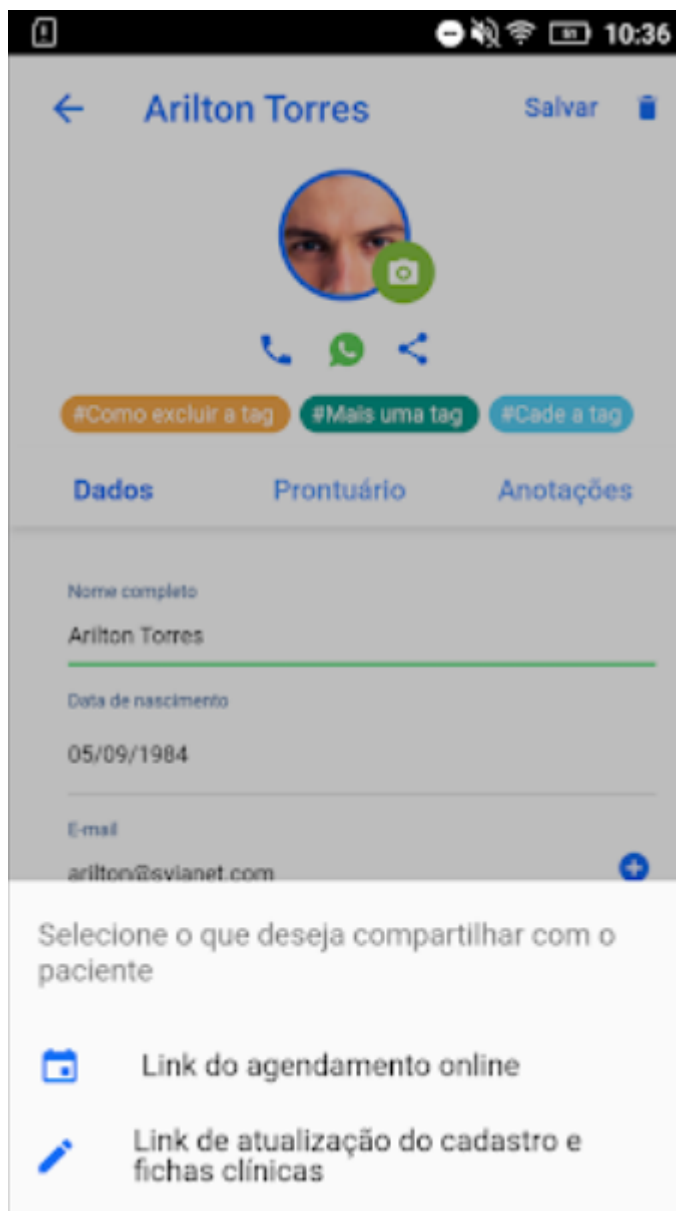 10:36
Arilton Torres Salvar
#Como excluir a tag #Mais uma tag #Cade a tag
Dados Prontuário Anotações
Nome completo
Arilton Torres
Data de nascimento
05/09/1984
E-mail
arilton@svianet.com
Selecione o que deseja compartilhar com o
paciente
Link do agendamento online
Link de atualização do cadastro e
fichas clínicas